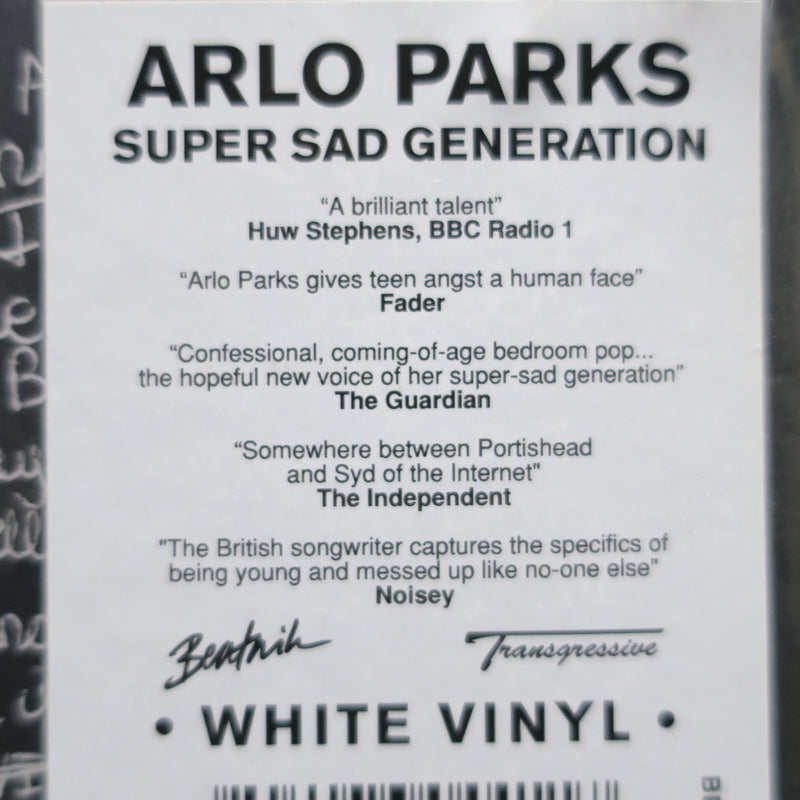 ARLO PARKS
SUPER SAD GENERATION
“A brilliant talent”
Huw Stephens, BBC Radio 1
“Arlo Parks gives teen angst a human face”
Fader
“Confessional, coming-of-age bedroom pop...
the hopeful new voice of her super-sad generation”
The Guardian
“Somewhere between Portishead
and Syd of the Internet"
The Independent
"The British songwriter captures the specifics of
being young and messed up like no-one else”
Noisey
Beatnik
Transgressive
• WHITE VINYL •